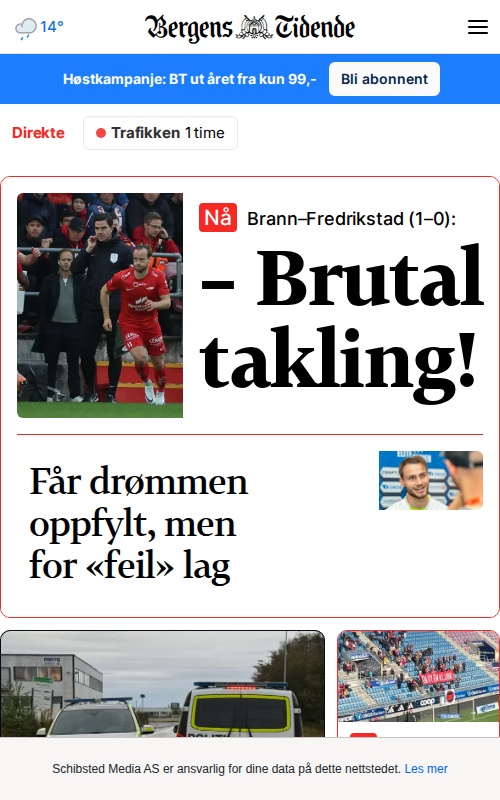 14°
Bergens Tidende
Høstkampanje: BT ut året fra kun 99,-
Bli abonnent
Direkte
Trafikken 1 time
Nå
Brann–Fredrikstad (1–0):
– Brutal
takling!
Får drømmen
oppfylt, men
for «feil» lag
Schibsted Media AS er ansvarlig for dine data på dette nettstedet. Les mer